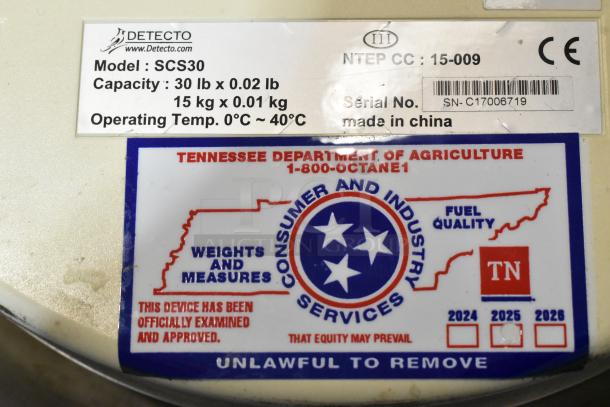 DETECTO
www.Detecto.com
Model : SCS30
Capacity : 30 lb x 0.02 lb
15 kg x 0.01 kg
Operating Temp. 0°C ~ 40°C
III
NTEP CC : 15-009
CE
Serial No.
SN- C17006719
made in china
TENNESSEE DEPARTMENT OF AGRICULTURE
1-800-OCTANE1
CONSUMER AND INDUSTRY SERVICES
WEIGHTS
AND
MEASURES
FUEL
QUALITY
TN
THIS DEVICE HAS BEEN
OFFICIALLY EXAMINED
AND APPROVED.
THAT EQUITY MAY PREVAIL
2024 2025 2026
UNLAWFUL TO REMOVE